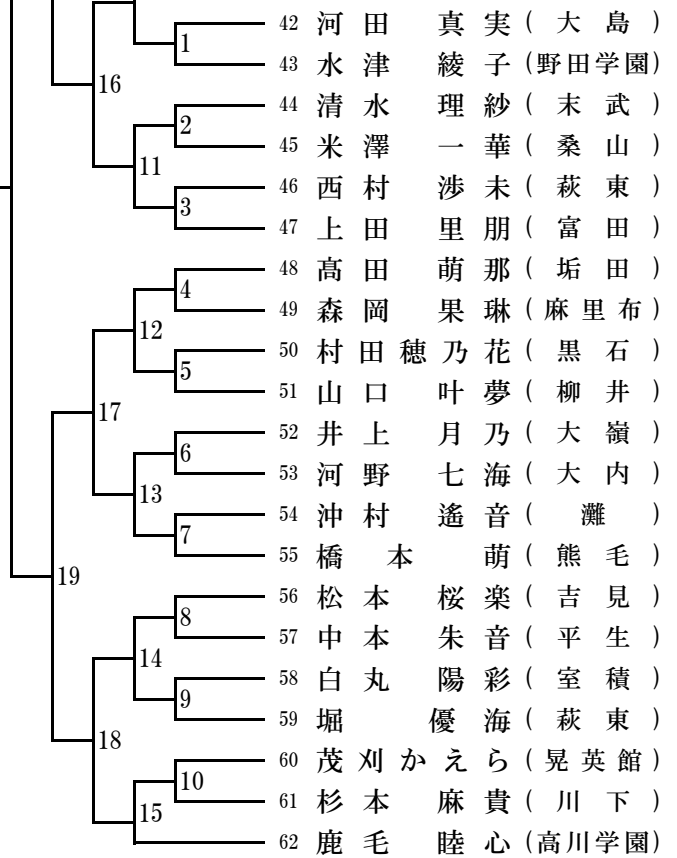 42 河田 真実 (大島)
1
43 水津 綾子 (野田学園)
16
44 清水 理紗 (末武)
2
45 米澤 一華 (桑山)
11
46 西村 渉未 (萩東)
3
47 上田 里朋 (富田)
48 髙田 萌那 (垢田)
4
49 森岡 果琳 (麻里布)
12
50 村田穂乃花 (黒石)
5
51 山口 叶夢 (柳井)
17
52 井上 月乃 (大嶺)
6
53 河野 七海 (大内)
13
54 沖村 遙音 (灘)
7
55 橋本 萌 (熊毛)
19
56 松本 桜楽 (吉見)
8
57 中本 朱音 (平生)
14
58 白丸 陽彩 (室積)
9
59 堀 優海 (萩東)
18
60 茂刈かえら (晃英館)
10
61 杉本 麻貴 (川下)
15
62 鹿毛 睦心 (高川学園)